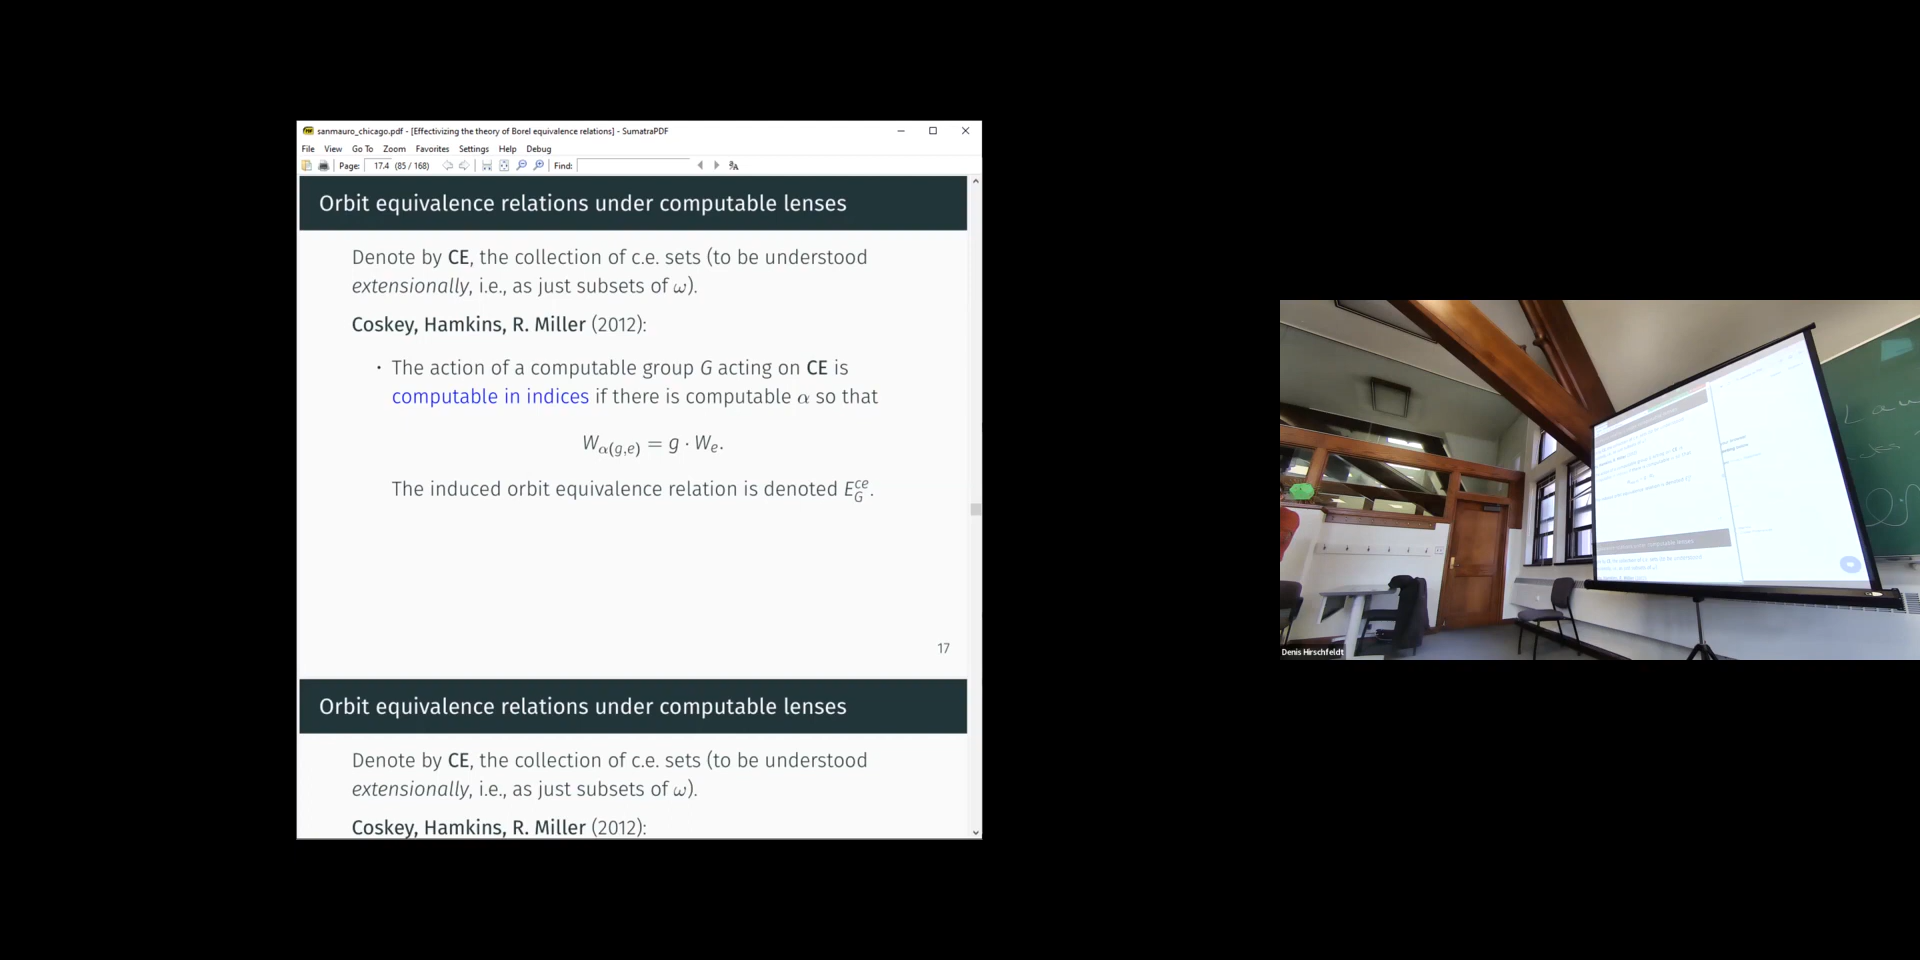 sanmauro_chicago.pdf - [Effectivizing the theory of Borel equivalence relations] - SumatraPDF
File View Go To Zoom Favorites Settings Help Debug
Page: 17.4 (85 / 168) Find:
Orbit equivalence relations under computable lenses
Denote by CE, the collection of c.e. sets (to be understood
extensionally, i.e., as just subsets of ω).
Coskey, Hamkins, R. Miller (2012):
• The action of a computable group G acting on CE is
computable in indices if there is computable α so that
W_{α(g,e)} = g · W_e.
The induced orbit equivalence relation is denoted E_G^{ce}.
17
Orbit equivalence relations under computable lenses
Denote by CE, the collection of c.e. sets (to be understood
extensionally, i.e., as just subsets of ω).
Coskey, Hamkins, R. Miller (2012):
Denis Hirschfeldt